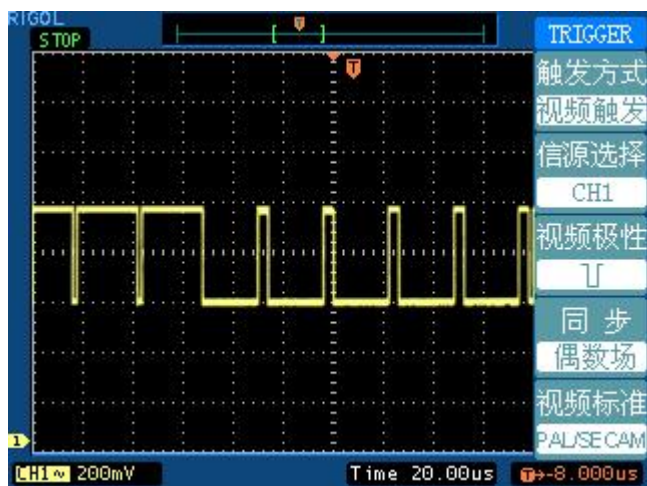 RIGOL
STOP
T
T
TRIGGER
触发方式
视频触发
信源选择
CH1
视频极性
同 步
偶数场
视频标准
PAL/SECAM
1
CH1~ 200mV
Time 20.00us
T→-8.000us